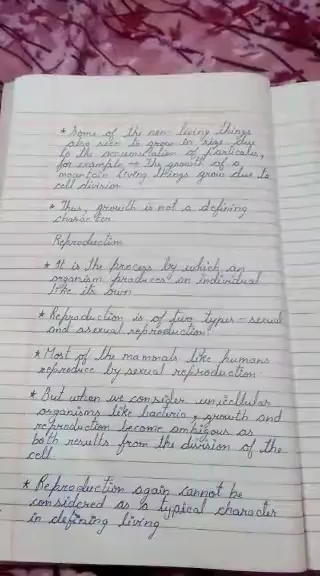 * Some of the non-living things
also seen to grow in size due
to the accumulation of particales,
for example → the growth of a
mountain living things grow due to
cell division
* Thus, growth is not a defining
character
Reproduction
* It is the process by which an
organism produces an individual
like its own
* Reproduction is of two types - sexual
and asexual reproduction
* Most of the mammals like humans
reproduce by sexual reproduction
* But when we consider unicellular
organisms like bacteria, growth and
reproduction become ambigous as
both results from the division of the
cell
* Reproduction again cannot be
considered as a typical character
in defining living